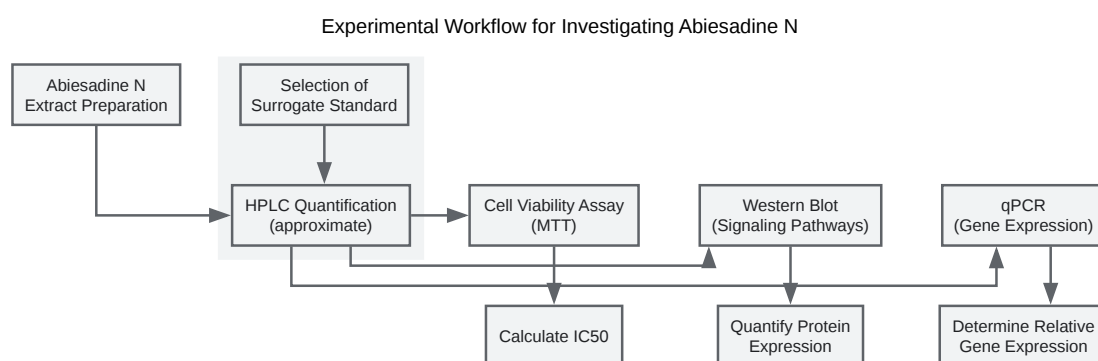 Experimental Workflow for Investigating Abiesadine N
Abiesadine N
Extract Preparation
Selection of
Surrogate Standard
HPLC Quantification
(approximate)
Cell Viability Assay
(MTT)
Western Blot
(Signaling Pathways)
qPCR
(Gene Expression)
Calculate IC50
Quantify Protein
Expression
Determine Relative
Gene Expression